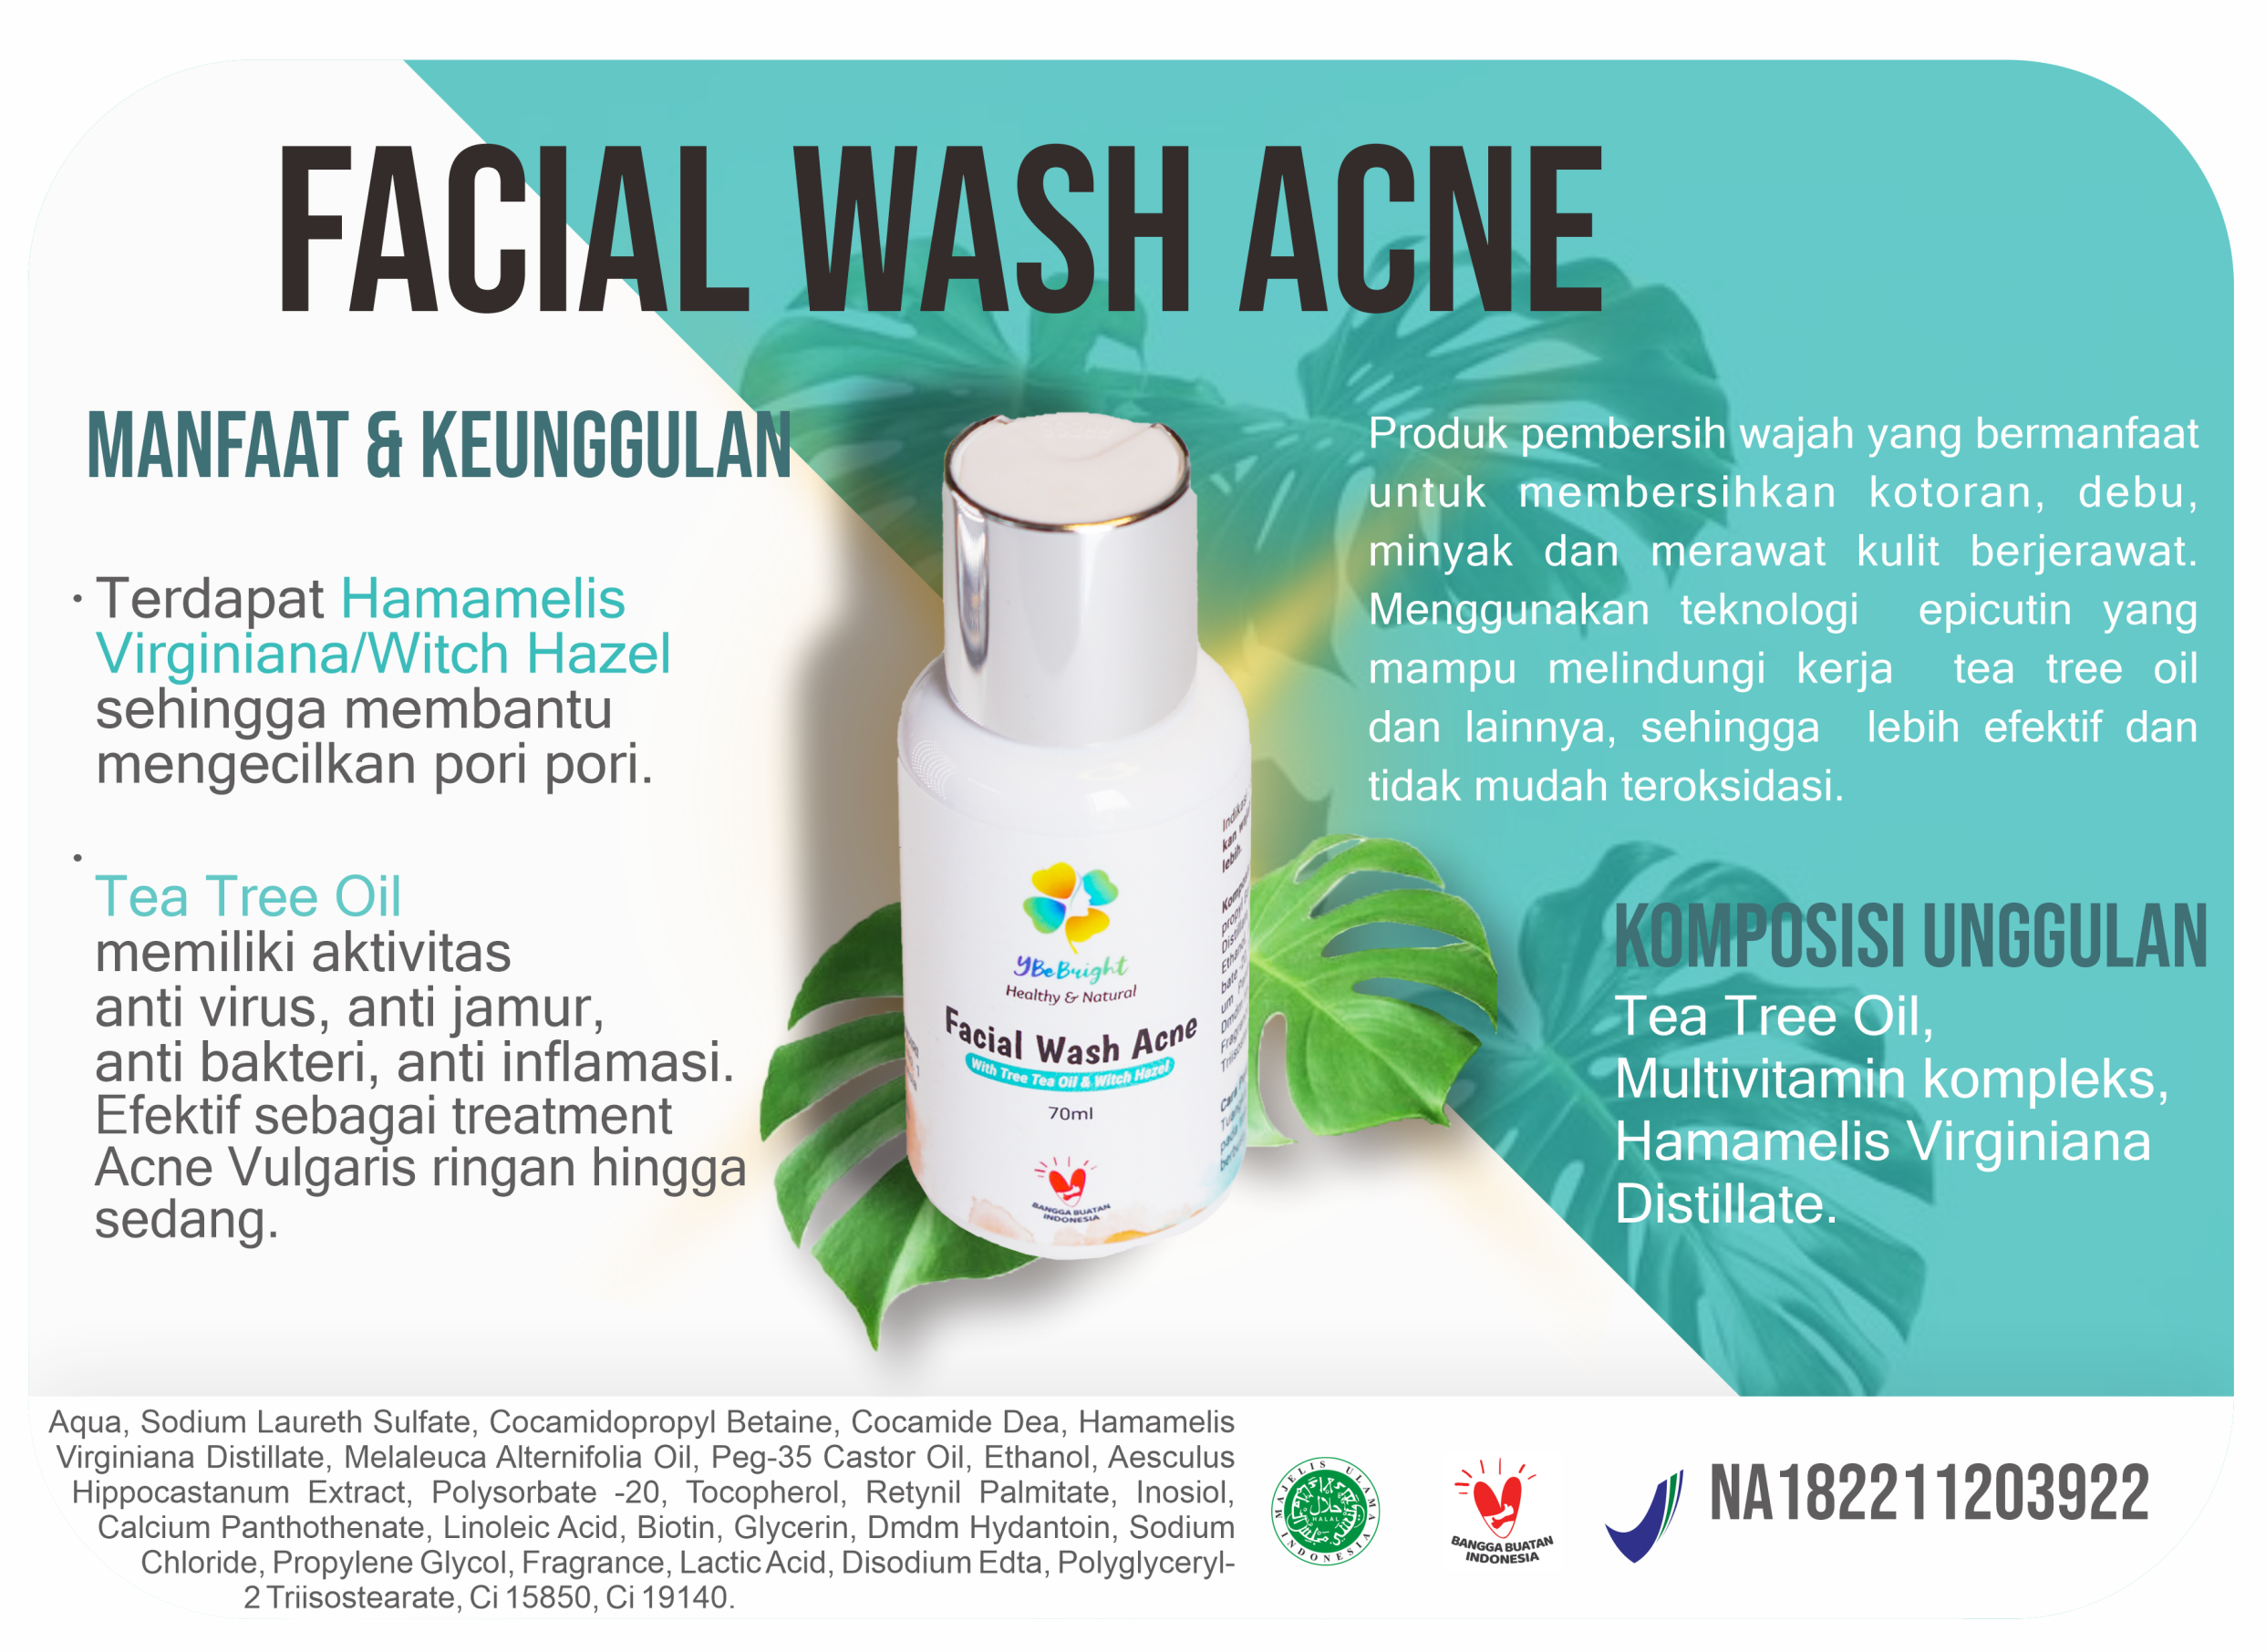 FACIAL WASH ACNE
MANFAAT & KEUNGGULAN
· Terdapat Hamamelis
Virginiana/Witch Hazel
sehingga membantu
mengecilkan pori pori.
·
Tea Tree Oil
memiliki aktivitas
anti virus, anti jamur,
anti bakteri, anti inflamasi.
Efektif sebagai treatment
Acne Vulgaris ringan hingga
sedang.
YBeBright
Healthy & Natural
Facial Wash Acne
With Tree Tea Oil & Witch Hazel
70ml
BANGGA BUATAN
INDONESIA
lebih.
Produk pembersih wajah yang bermanfaat
untuk membersihkan kotoran, debu,
minyak dan merawat kulit berjerawat.
Menggunakan teknologi epicutin yang
mampu melindungi kerja tea tree oil
dan lainnya, sehingga lebih efektif dan
tidak mudah teroksidasi.
KOMPOSISI UNGGULAN
Tea Tree Oil,
Multivitamin kompleks,
Hamamelis Virginiana
Distillate.
Aqua, Sodium Laureth Sulfate, Cocamidopropyl Betaine, Cocamide Dea, Hamamelis
Virginiana Distillate, Melaleuca Alternifolia Oil, Peg-35 Castor Oil, Ethanol, Aesculus
Hippocastanum Extract, Polysorbate -20, Tocopherol, Retynil Palmitate, Inosiol,
Calcium Panthothenate, Linoleic Acid, Biotin, Glycerin, Dmdm Hydantoin, Sodium
Chloride, Propylene Glycol, Fragrance, Lactic Acid, Disodium Edta, Polyglyceryl-
2 Triisostearate, Ci 15850, Ci 19140.
MAJELIS ULAMA INDONESIA
حلال
HALAL
BANGGA BUATAN
INDONESIA
NA18221120392​2